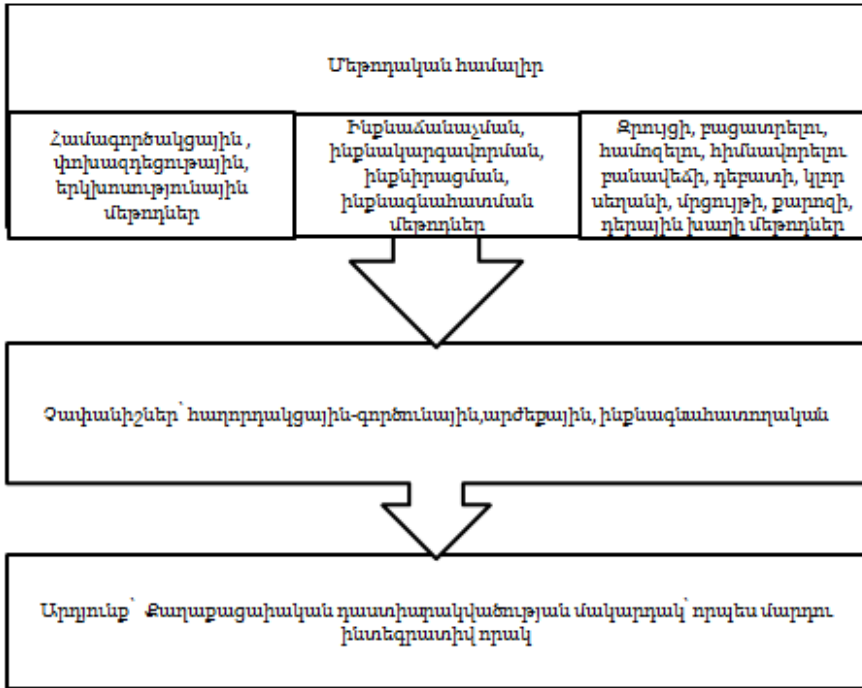 Մեթոդական համալիր
Համագործակցային ,
փոխազդեցութային,
երկխոսությունային
մեթոդներ
Ինքնաճանաչման,
ինքնակարգավորման,
ինքնիրացման,
ինքնագնահատման
մեթոդներ
Զրույցի, բացատրելու,
համոզելու, հիմնավորելու
բանավեճի, դեբատի, կլոր
սեղանի, մրցույթի, քարոզի,
դերային խաղի մեթոդներ
Չափանիշներ՝ հաղորդակցային-գործունային,արժեքային, ինքնագնահատողական
Արդյունք՝ Քաղաքացիական դաստիարակվածության մակարդակ՝ որպես մարդու
ինտեգրատիվ որակ